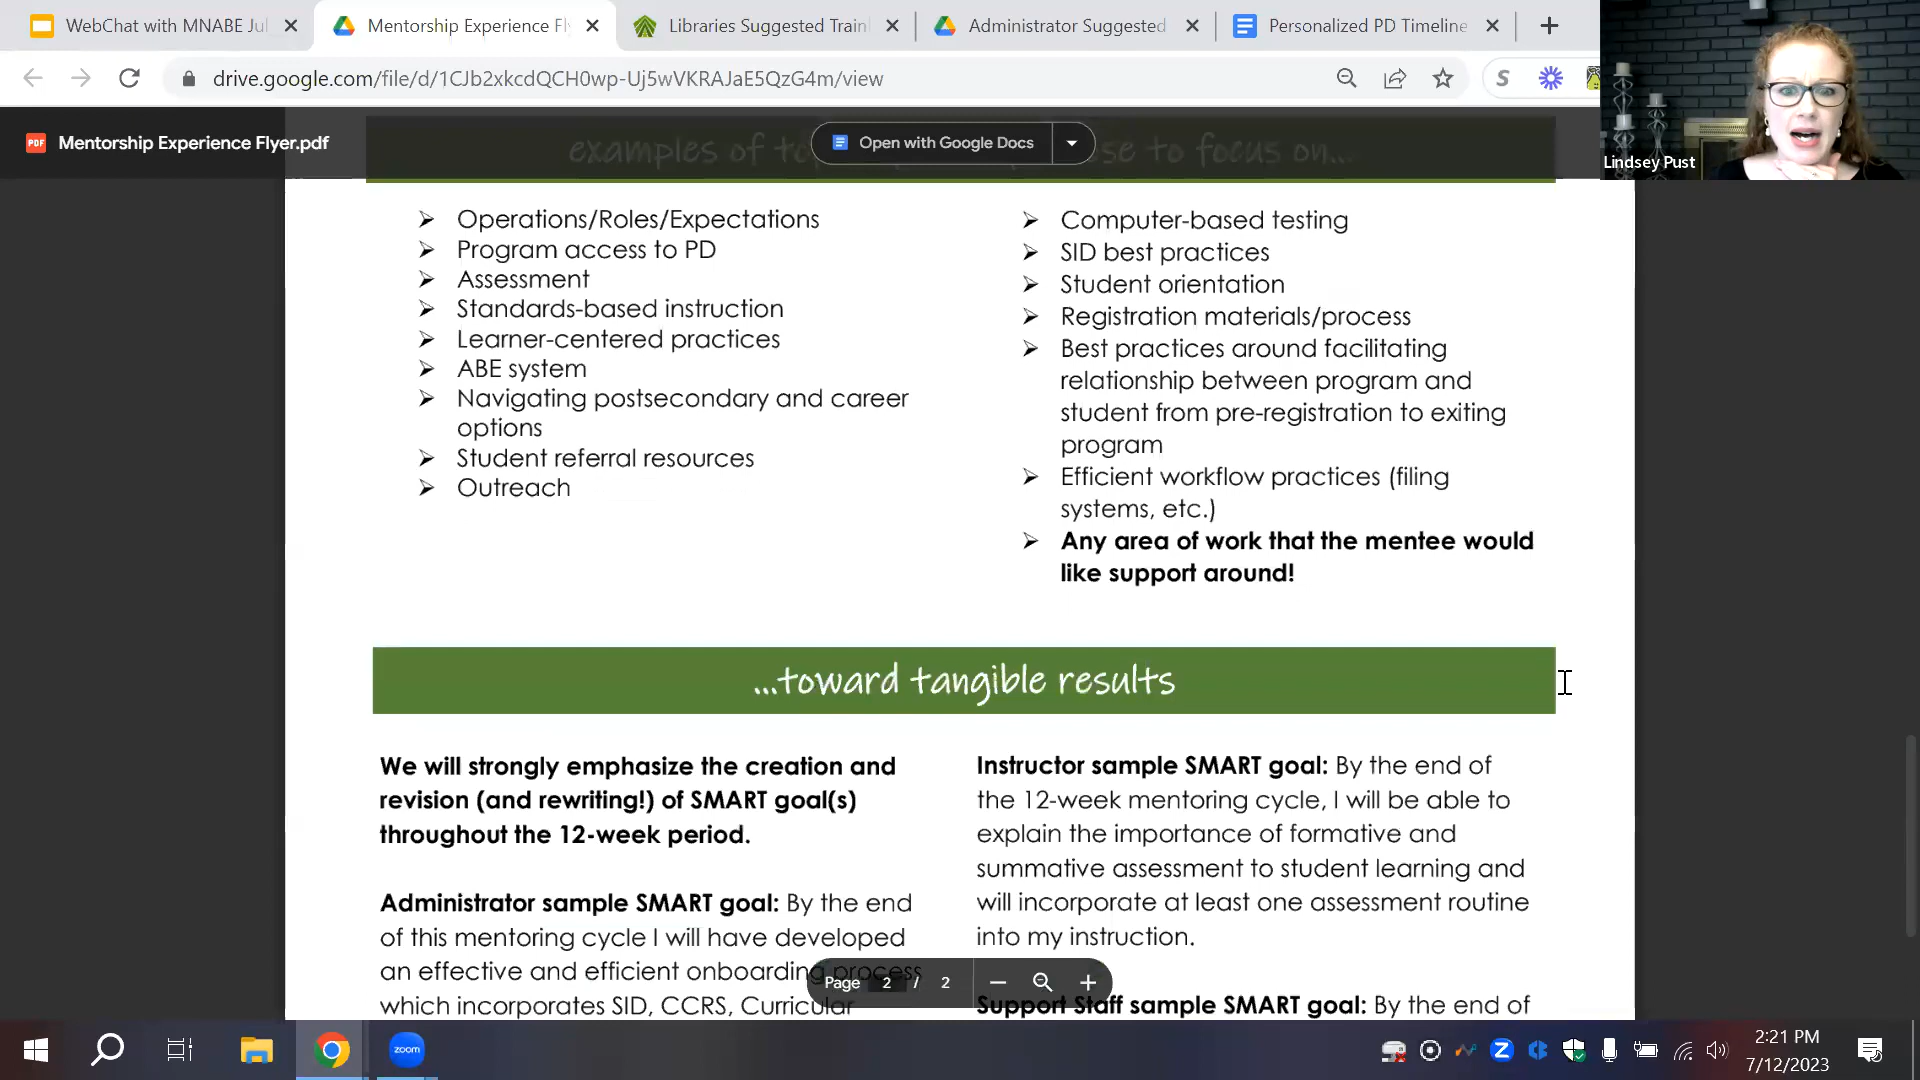 WebChat with MNABE Jul
Mentorship Experience Fl
Libraries Suggested Train
Administrator Suggested
Personalized PD Timeline
drive.google.com/file/d/1CJb2xkcdQCH0wp-Uj5wVKRAJaE5QzG4m/view
Lindsey Pust
PDF Mentorship Experience Flyer.pdf
Open with Google Docs
examples of to
se to focus on...
Operations/Roles/Expectations
Program access to PD
Assessment
Standards-based instruction
Learner-centered practices
ABE system
Navigating postsecondary and career
options
Student referral resources
Outreach
Computer-based testing
SID best practices
Student orientation
Registration materials/process
Best practices around facilitating
relationship between program and
student from pre-registration to exiting
program
Efficient workflow practices (filing
systems, etc.)
Any area of work that the mentee would
like support around!
...toward tangible results
We will strongly emphasize the creation and
revision (and rewriting!) of SMART goal(s)
throughout the 12-week period.
Administrator sample SMART goal: By the end
of this mentoring cycle I will have developed
an effective and efficient onboarding process
which incorporates SID, CCRS, Curricular
Instructor sample SMART goal: By the end of
the 12-week mentoring cycle, I will be able to
explain the importance of formative and
summative assessment to student learning and
will incorporate at least one assessment routine
into my instruction.
Support Staff sample SMART goal: By the end of
Page 2 / 2
zoom
2:21 PM
7/12/2023